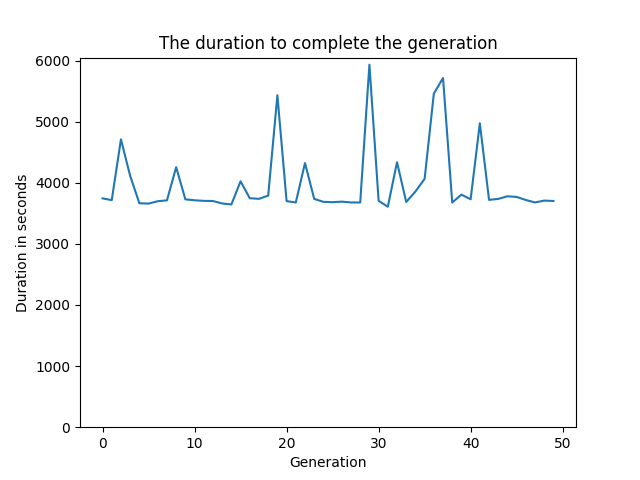 The duration to complete the generation
6000
5000
4000
3000
2000
1000
0
Duration in seconds
0 10 20 30 40 50
Generation